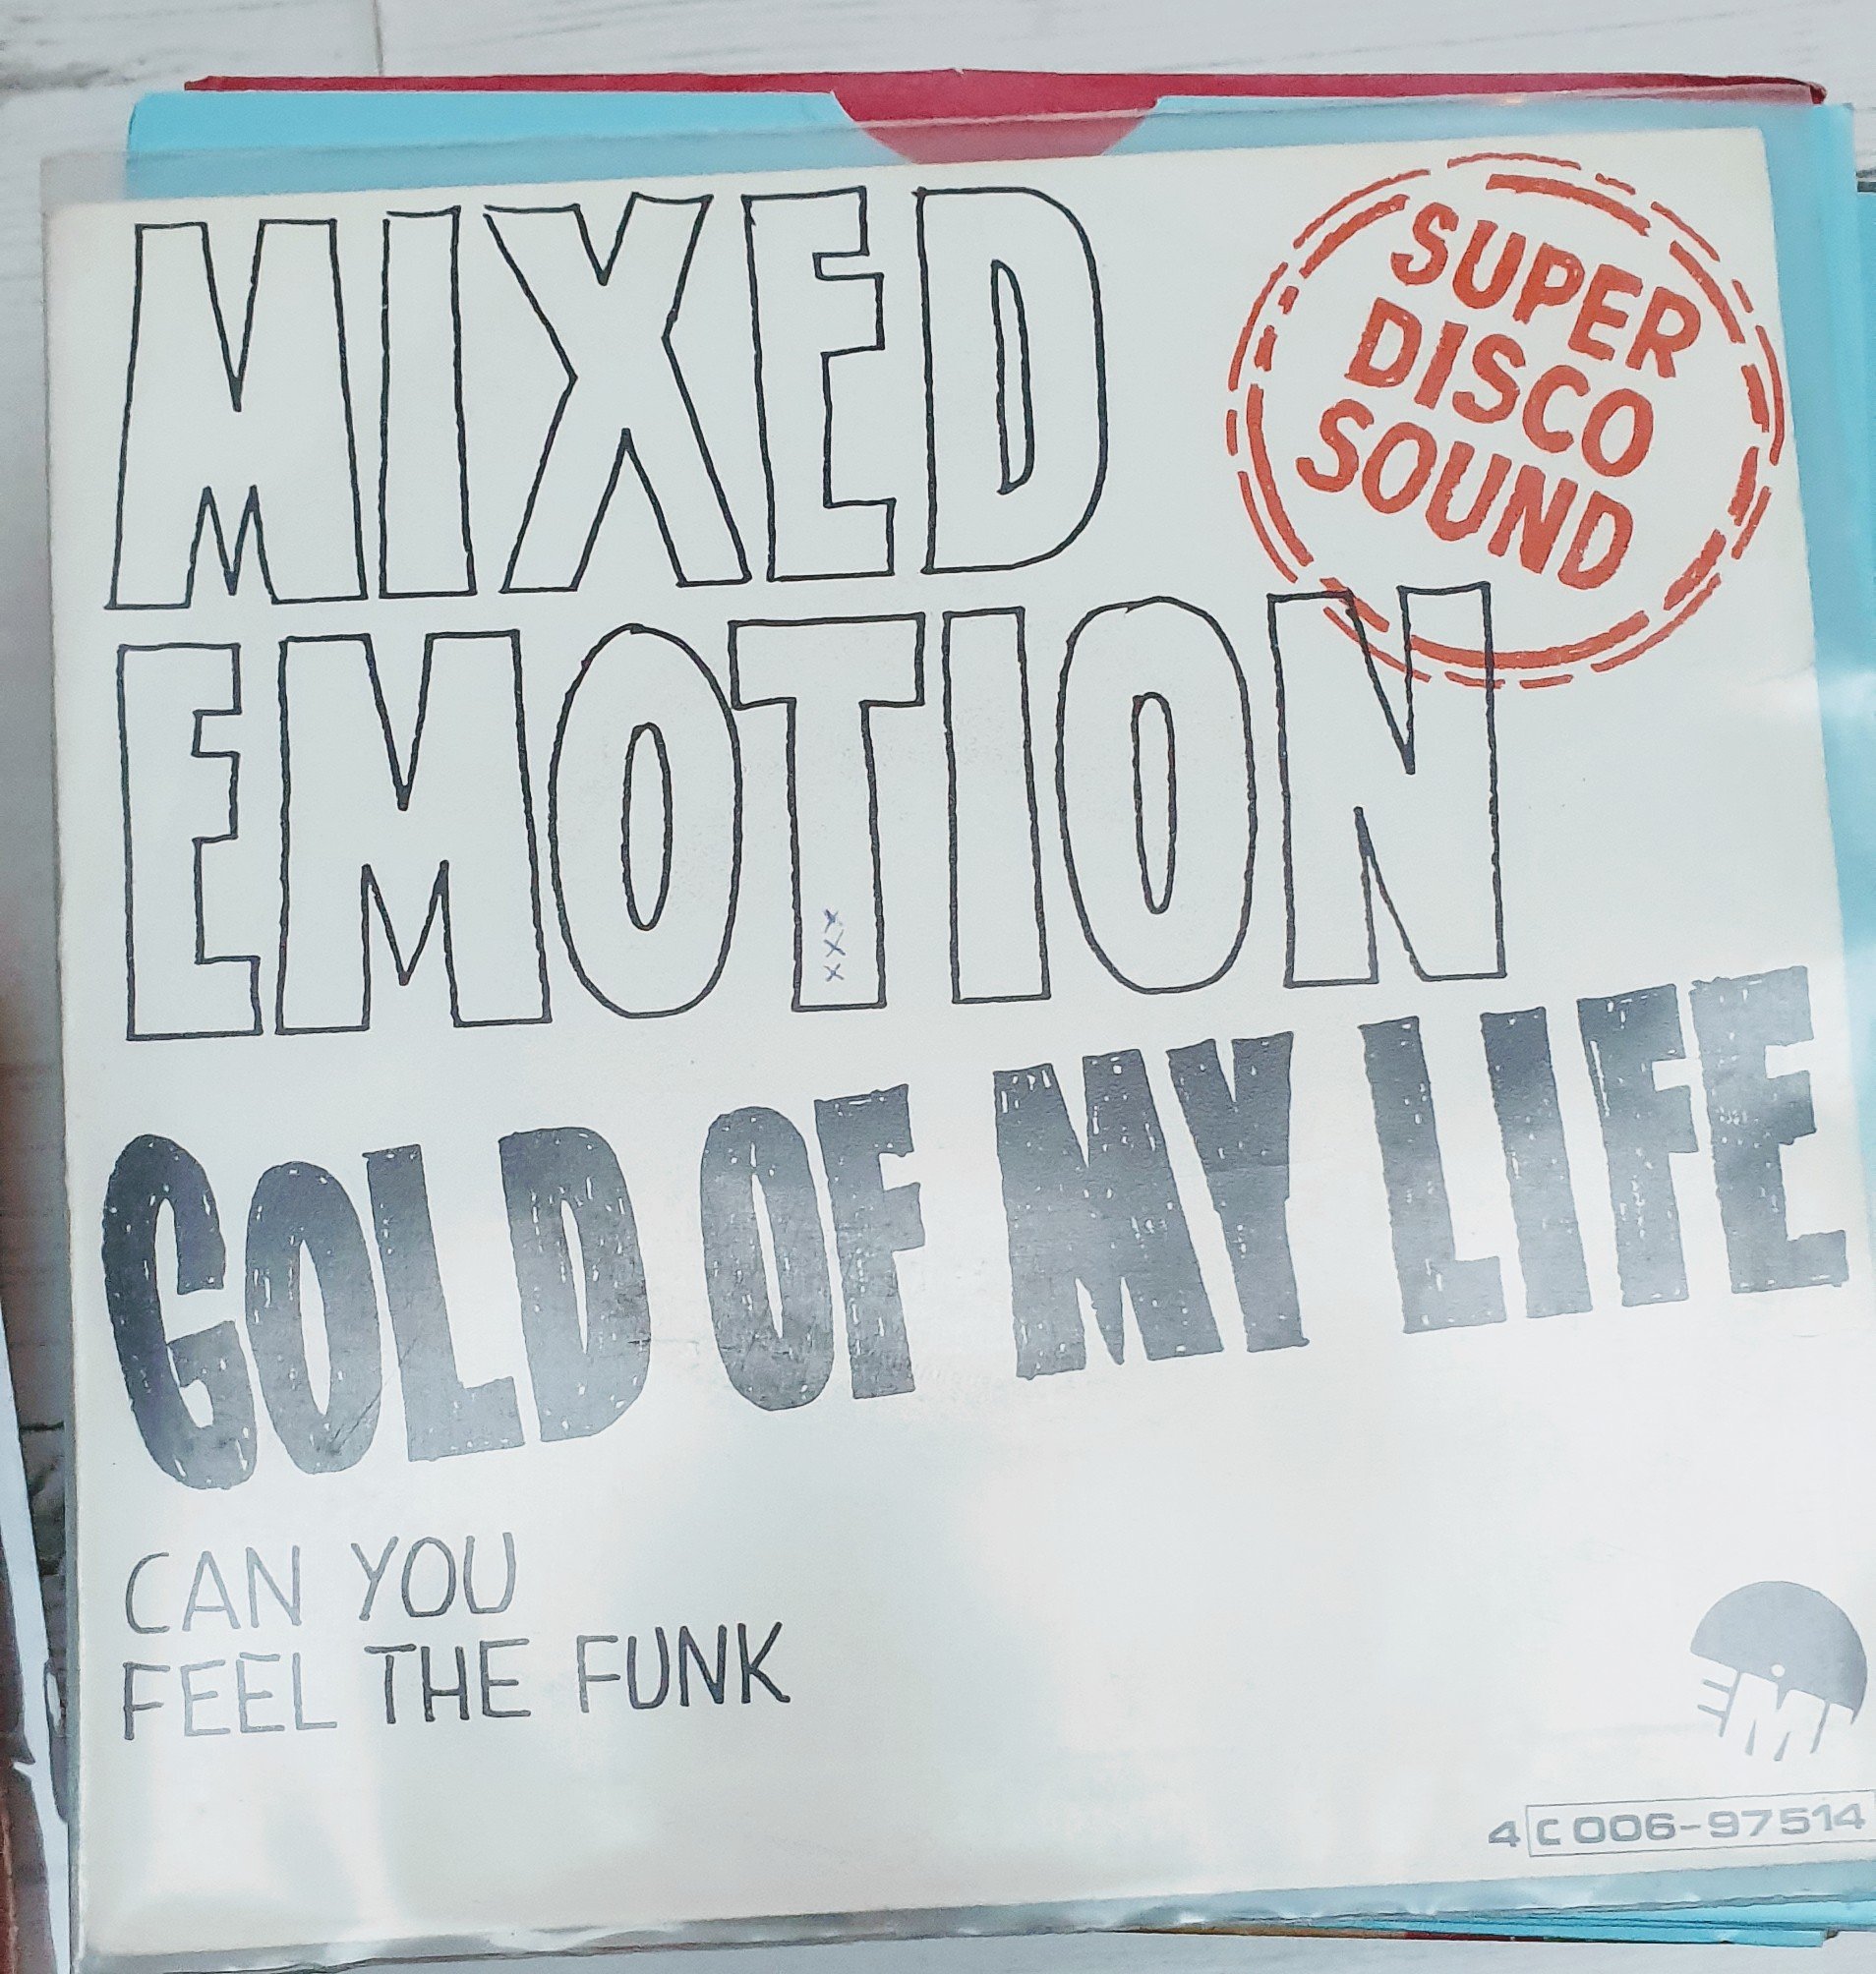 MIXED
SUPER
DISCO
SOUND
EMOTION
GOLD OF MY LIFE
CAN YOU
FEEL THE FUNK
EMI
4C 006-97514